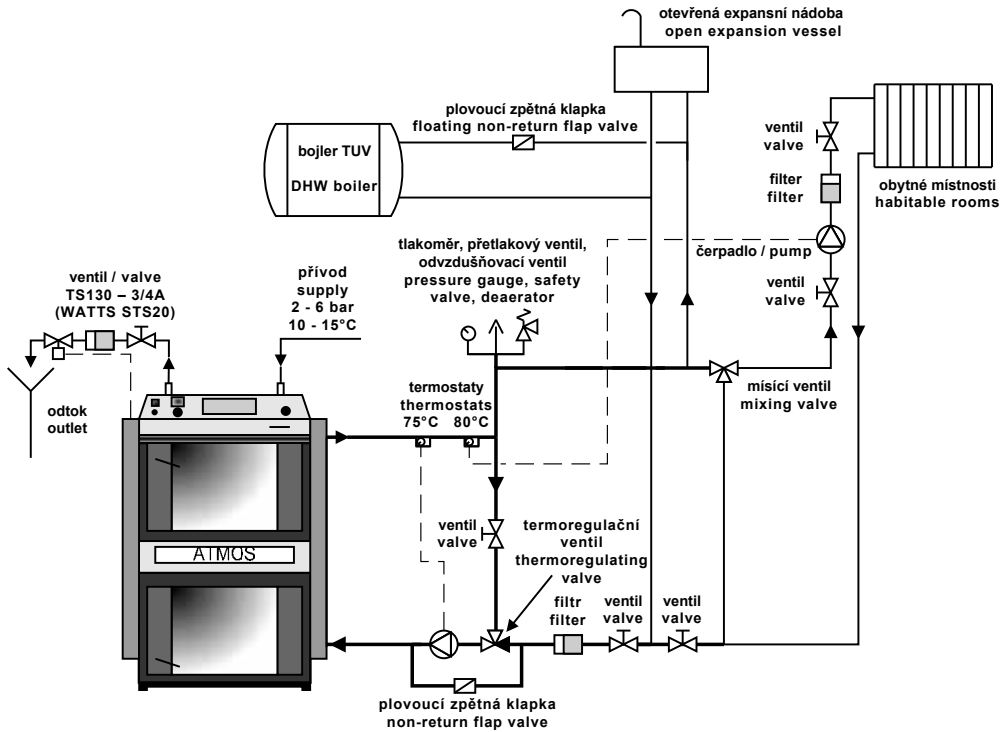 otevřená expansní nádoba
open expansion vessel
plovoucí zpětná klapka
floating non-return flap valve
bojler TUV
DHW boiler
ventil
valve
filter
filter
obytné místnosti
habitable rooms
čerpadlo / pump
ventil
valve
tlakoměr, přetlakový ventil,
odvzdušňovací ventil
pressure gauge, safety
valve, deaerator
ventil / valve
TS130 – 3/4A
(WATTS STS20)
přívod
supply
2 - 6 bar
10 - 15°C
mísící ventil
mixing valve
odtok
outlet
termostaty
thermostats
75°C 80°C
ventil
valve
termoregulační
ventil
thermoregulating
valve
ATMOS
filtr
filter
ventil
valve
ventil
valve
plovoucí zpětná klapka
non-return flap valve